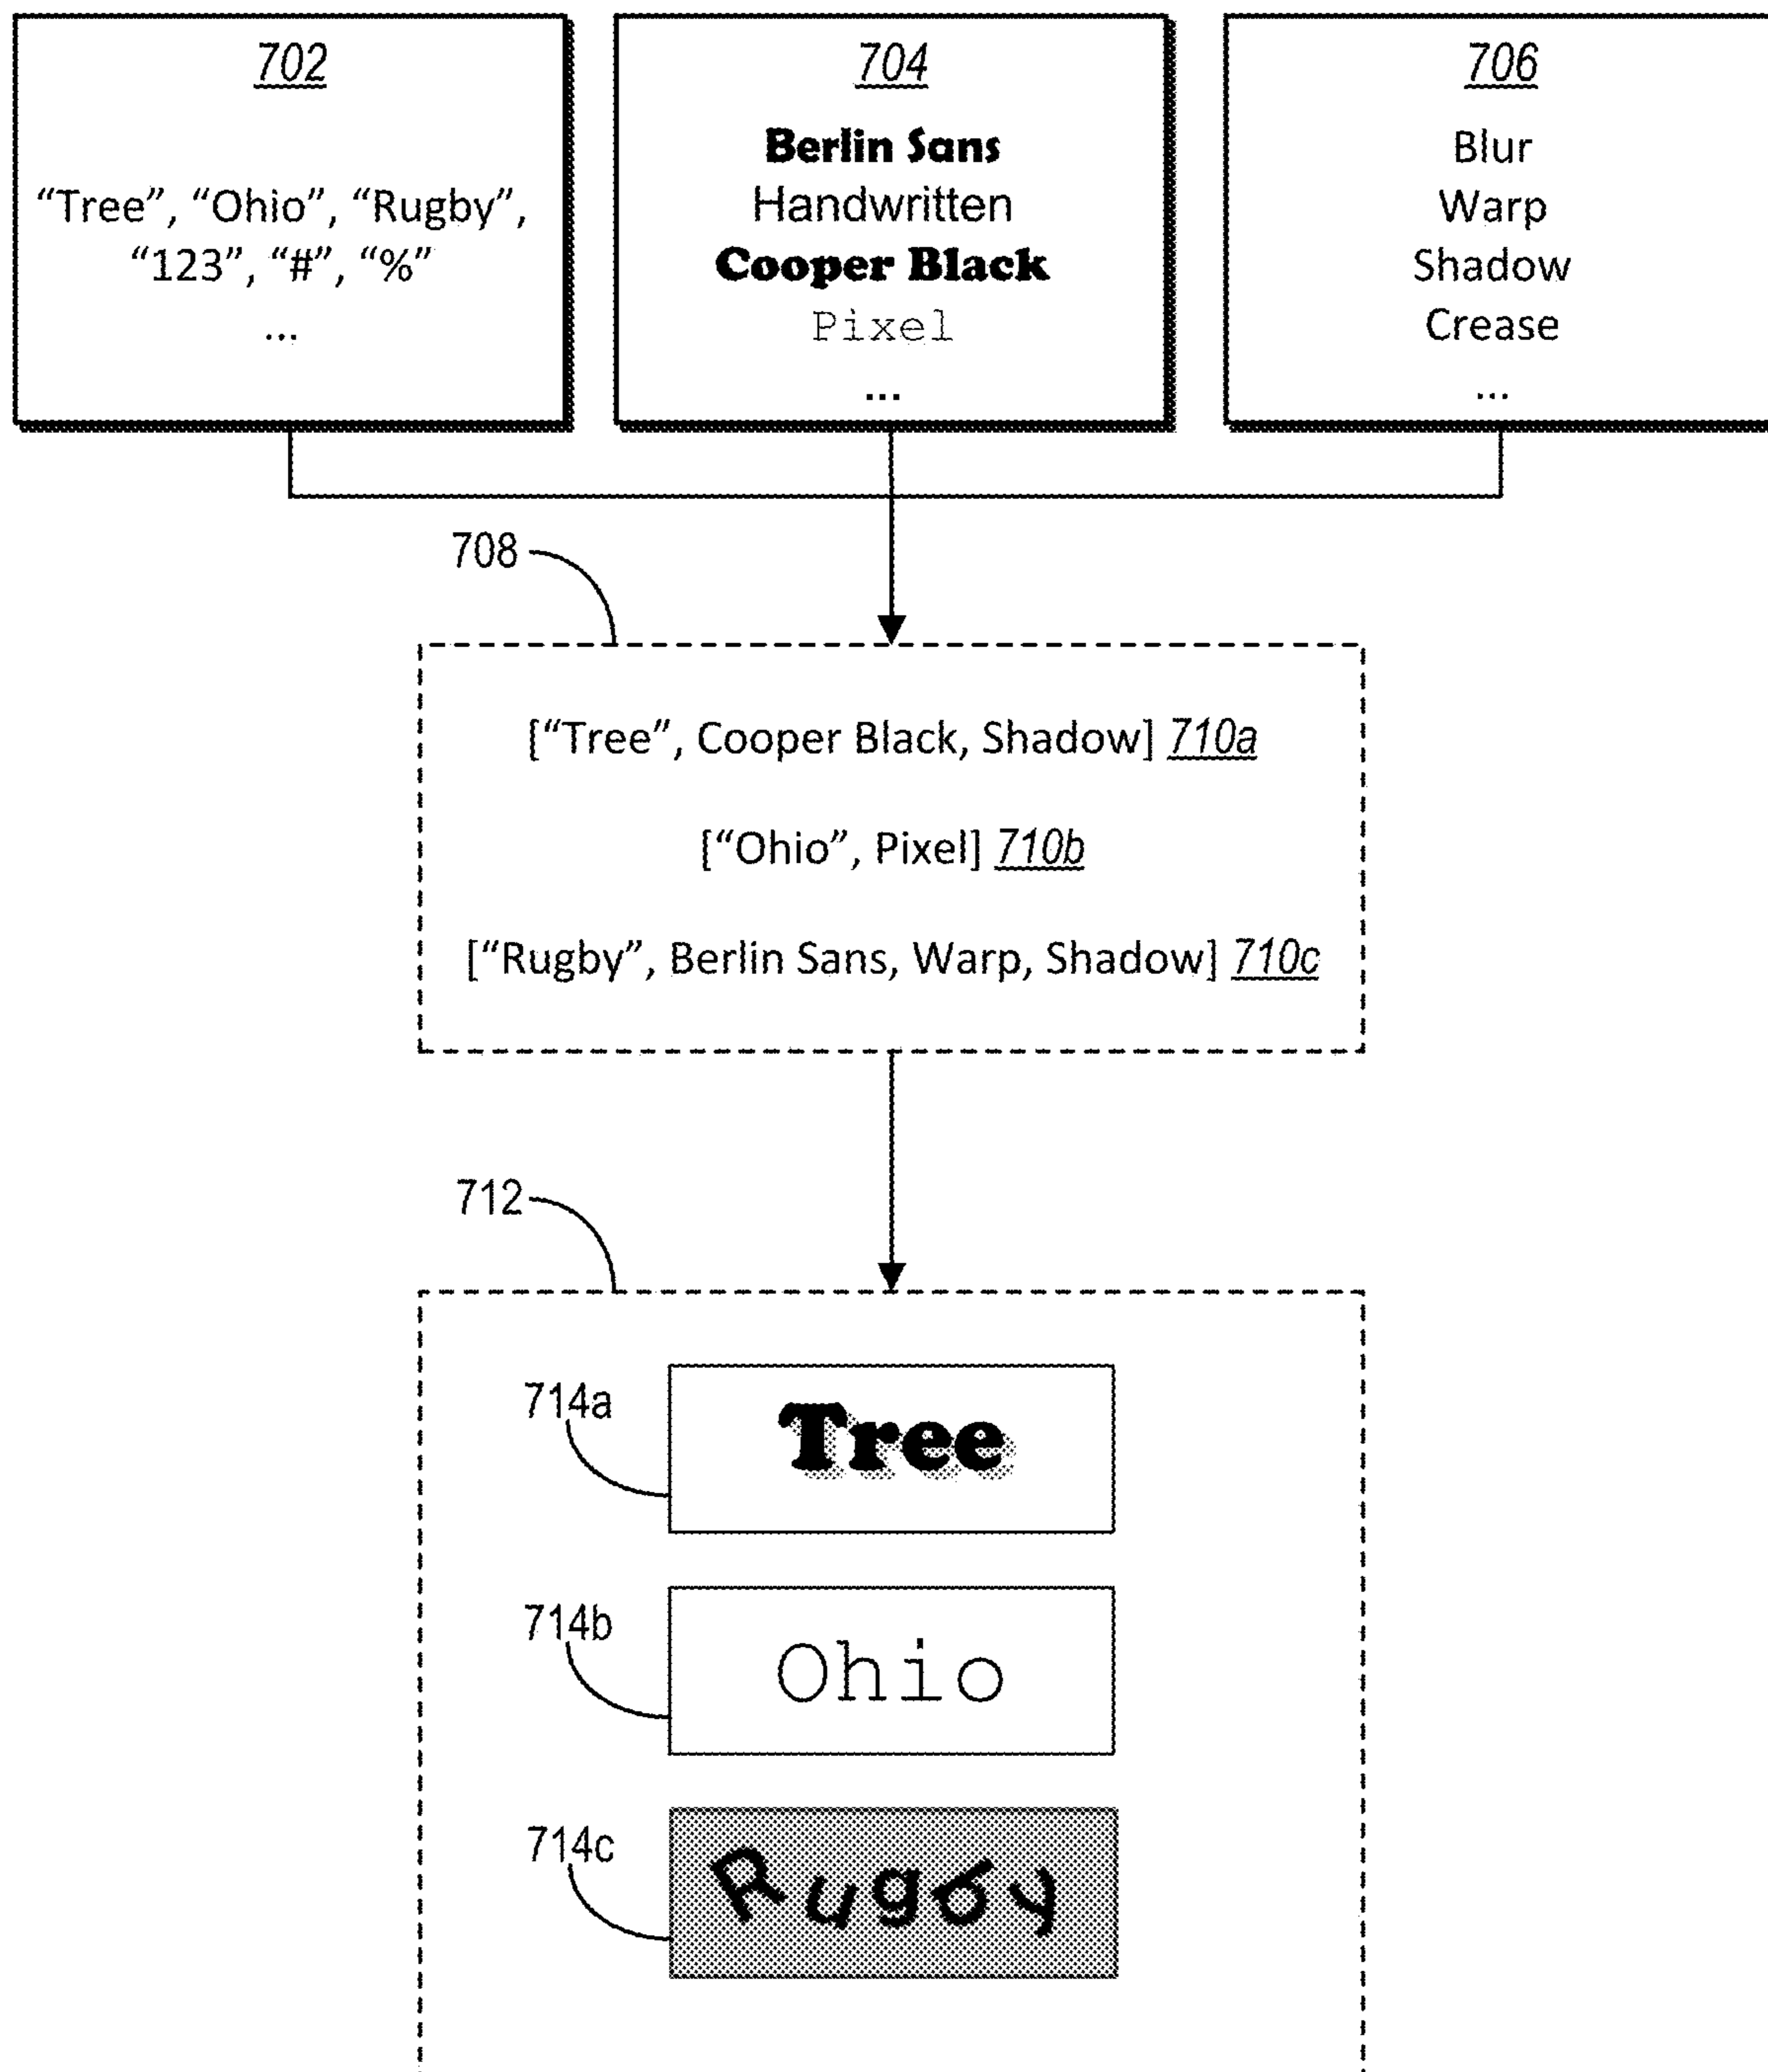 702
“Tree”, “Ohio”, “Rugby”,
“123”, “#”, “%”
...
704
Berlin Sans
Handwritten
Cooper Black
Pixel
...
706
Blur
Warp
Shadow
Crease
...
708
[“Tree”, Cooper Black, Shadow] 710a
[“Ohio”, Pixel] 710b
[“Rugby”, Berlin Sans, Warp, Shadow] 710c
712
714a
Tree
714b
Ohio
714c
Rugby